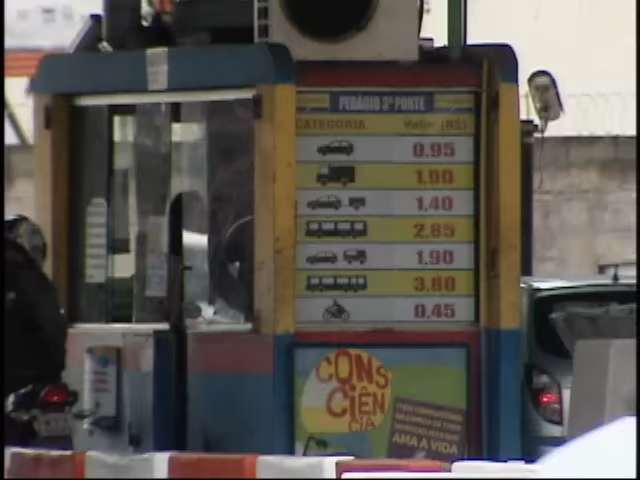 PEDÁGIO 3ª PONTE
CATEGORIA Valor (R$)
0,95
1,90
1,40
2,85
1,90
3,80
0,45
CONS
CIÊN
CIA
AMA A VIDA